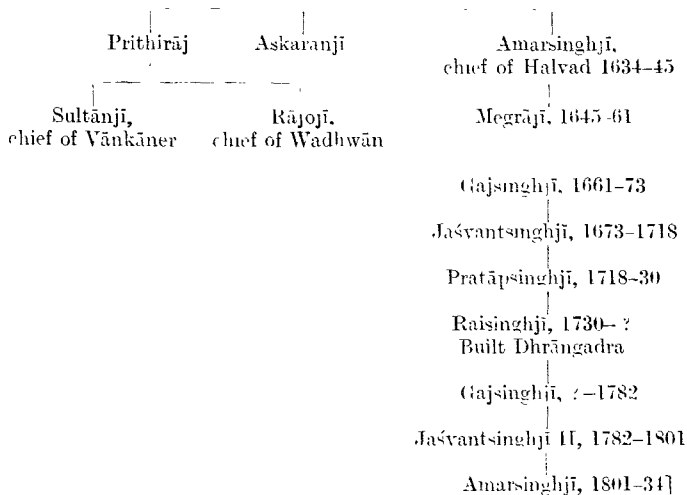 Prithirāj Askaranjī Amarsinghjī,
chief of Halvad 1634–45
Sultānjī, Rājojī, Megrājī, 1645–61
chief of Vānkāner chief of Wadhwān
Gajsinghjī, 1661–73
Jaśvantsinghjī, 1673–1718
Pratāpsinghjī, 1718–30
Raisinghjī, 1730–?
Built Dhrāngadra
Gajsinghjī, ?–1782
Jaśvantsinghjī II, 1782–1801
Amarsinghjī, 1801–34]